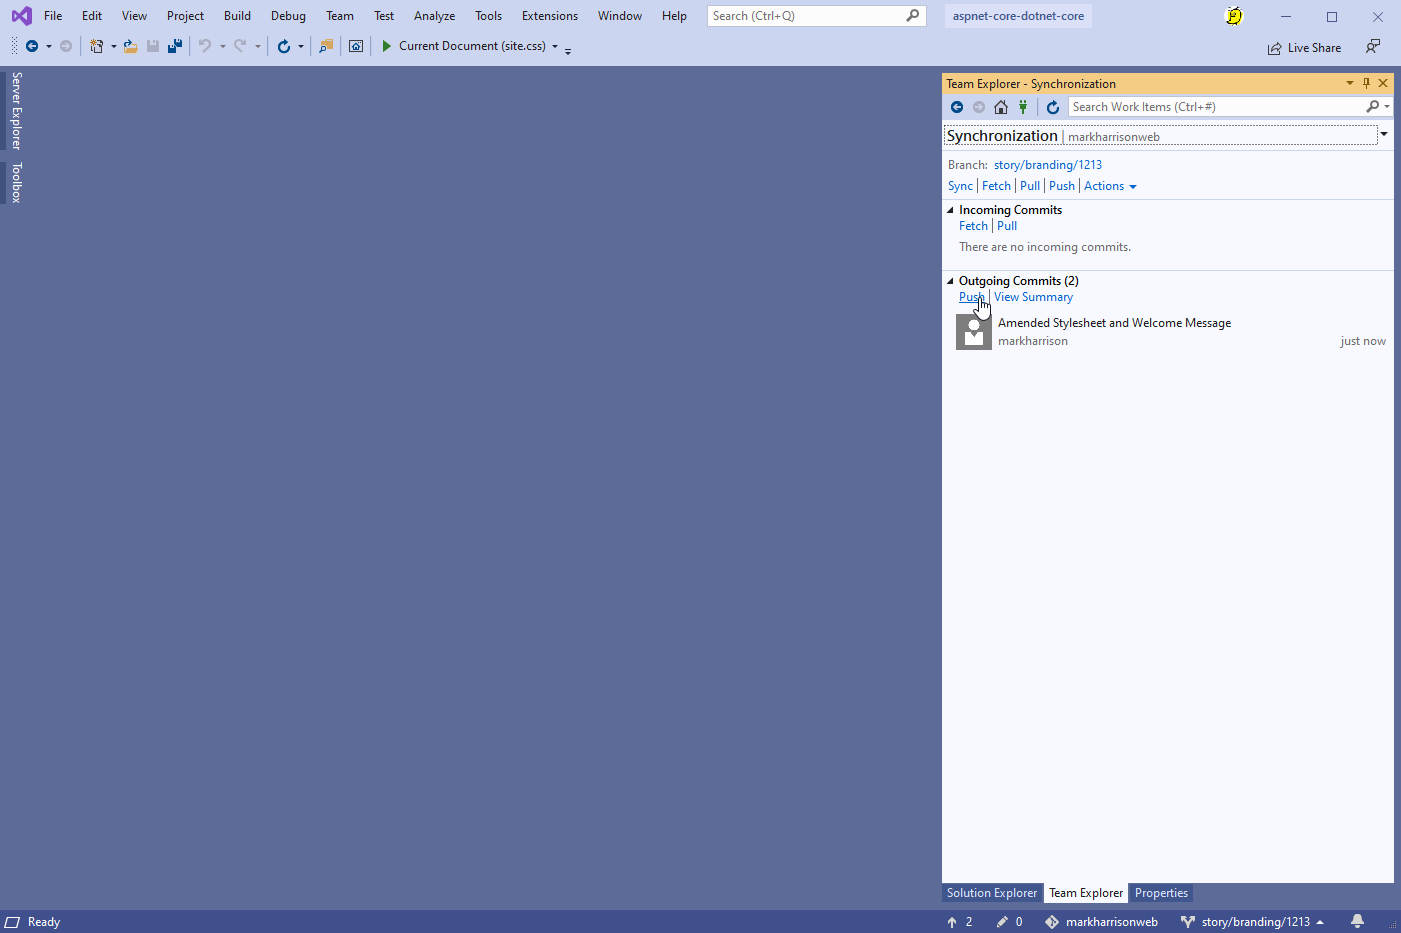 File Edit View Project Build Debug Team Test Analyze Tools Extensions Window Help Search (Ctrl+Q) aspnet-core-dotnet-core
Current Document (site.css) Live Share
Server Explorer
Toolbox
Team Explorer - Synchronization
Search Work Items (Ctrl+#)
Synchronization | markharrisonweb
Branch: story/branding/1213
Sync Fetch Pull Push Actions
Incoming Commits
Fetch Pull
There are no incoming commits.
Outgoing Commits (2)
Push View Summary
Amended Stylesheet and Welcome Message
markharrison just now
Solution Explorer Team Explorer Properties
Ready 2 0 markharrisonweb story/branding/1213